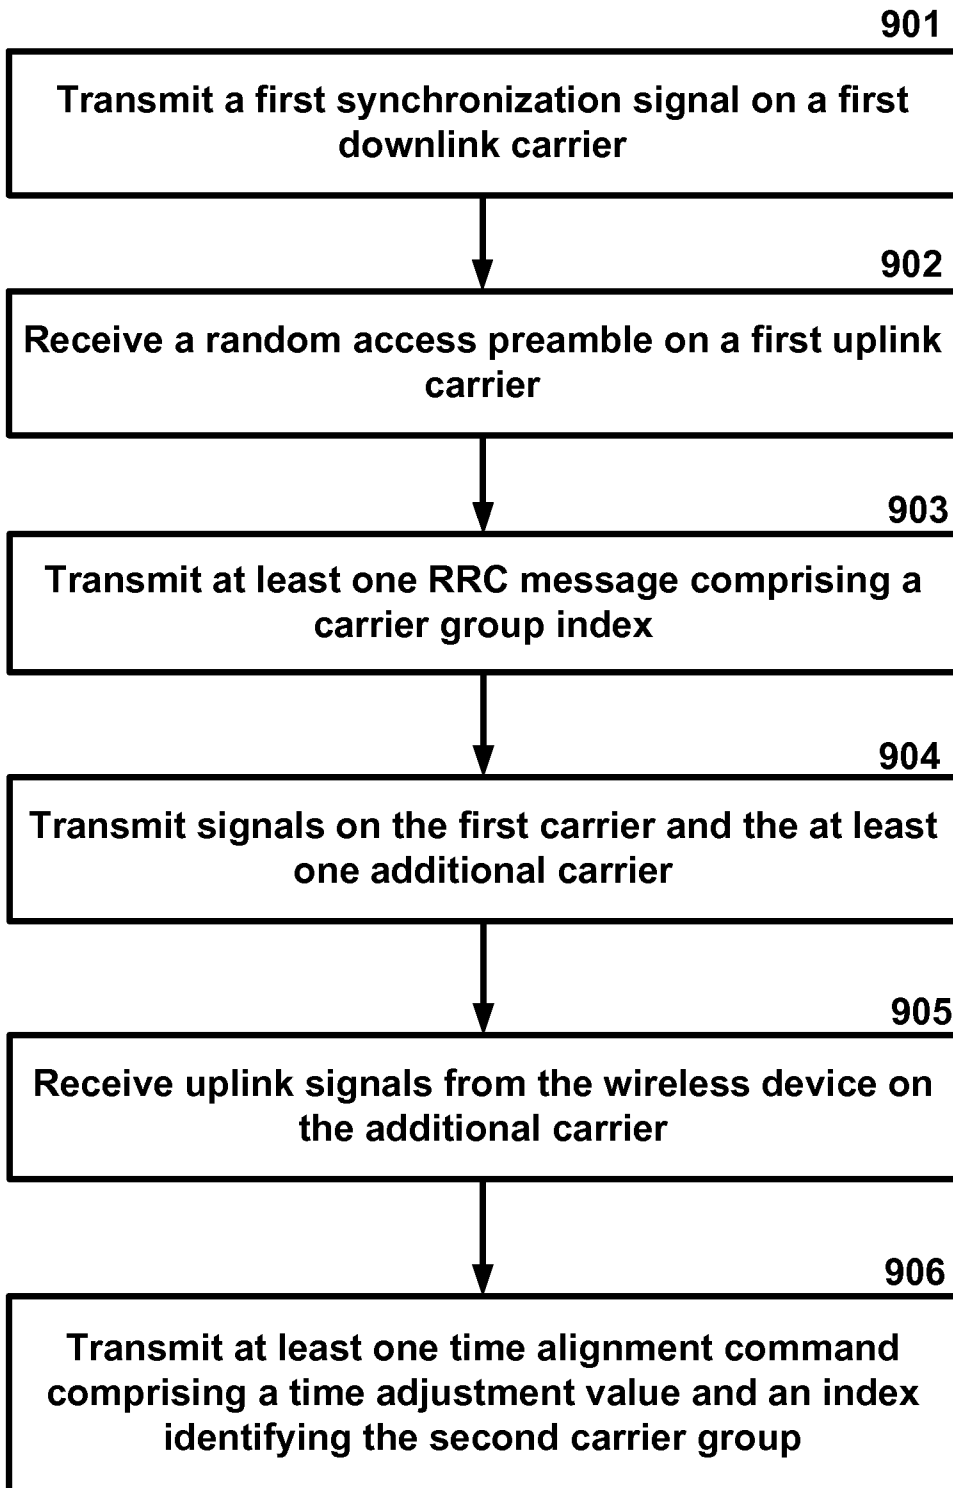 901
Transmit a first synchronization signal on a first
downlink carrier
902
Receive a random access preamble on a first uplink
carrier
903
Transmit at least one RRC message comprising a
carrier group index
904
Transmit signals on the first carrier and the at least
one additional carrier
905
Receive uplink signals from the wireless device on
the additional carrier
906
Transmit at least one time alignment command
comprising a time adjustment value and an index
identifying the second carrier group